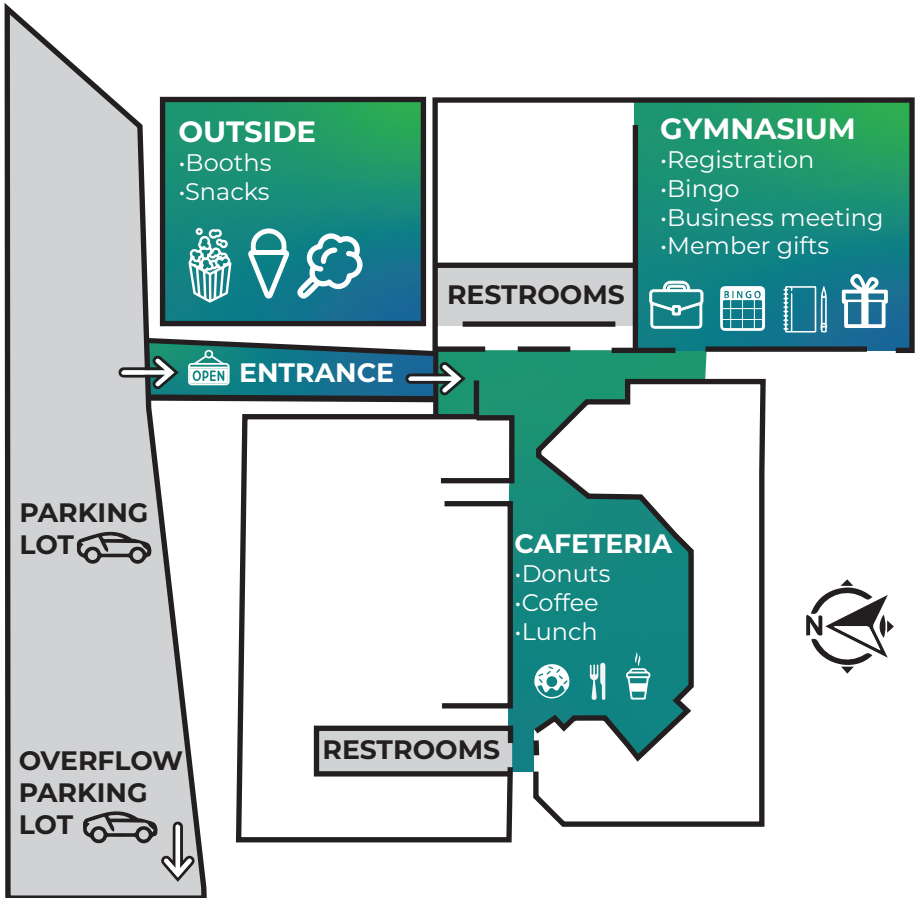 OUTSIDE
·Booths
·Snacks
GYMNASIUM
·Registration
·Bingo
·Business meeting
·Member gifts
BINGO
RESTROOMS
OPEN
ENTRANCE
PARKING
LOT
CAFETERIA
·Donuts
·Coffee
·Lunch
N
RESTROOMS
OVERFLOW
PARKING
LOT